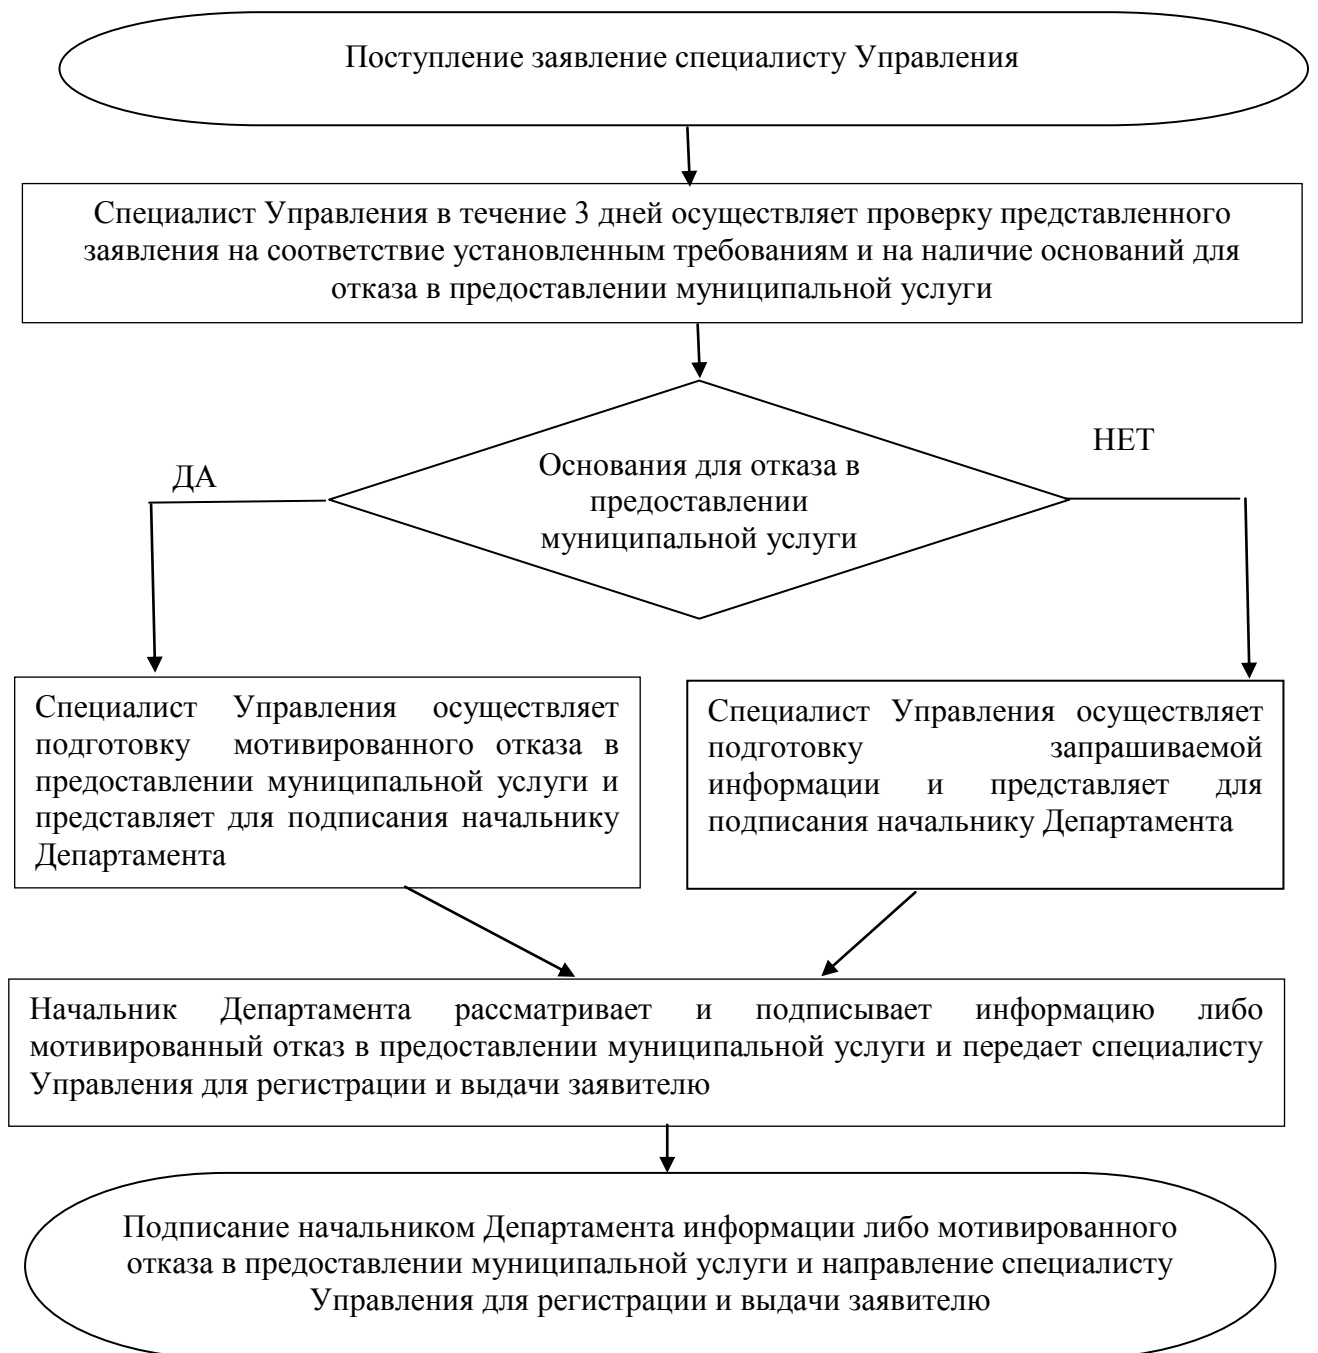 Поступление заявление специалисту Управления
Специалист Управления в течение 3 дней осуществляет проверку представленного
заявления на соответствие установленным требованиям и на наличие оснований для
отказа в предоставлении муниципальной услуги
НЕТ
ДА
Основания для отказа в
предоставлении
муниципальной услуги
Специалист Управления осуществляет
подготовку мотивированного отказа в
предоставлении муниципальной услуги и
представляет для подписания начальнику
Департамента
Специалист Управления осуществляет
подготовку запрашиваемой
информации и представляет для
подписания начальнику Департамента
Начальник Департамента рассматривает и подписывает информацию либо
мотивированный отказ в предоставлении муниципальной услуги и передает специалисту
Управления для регистрации и выдачи заявителю
Подписание начальником Департамента информации либо мотивированного
отказа в предоставлении муниципальной услуги и направление специалисту
Управления для регистрации и выдачи заявителю